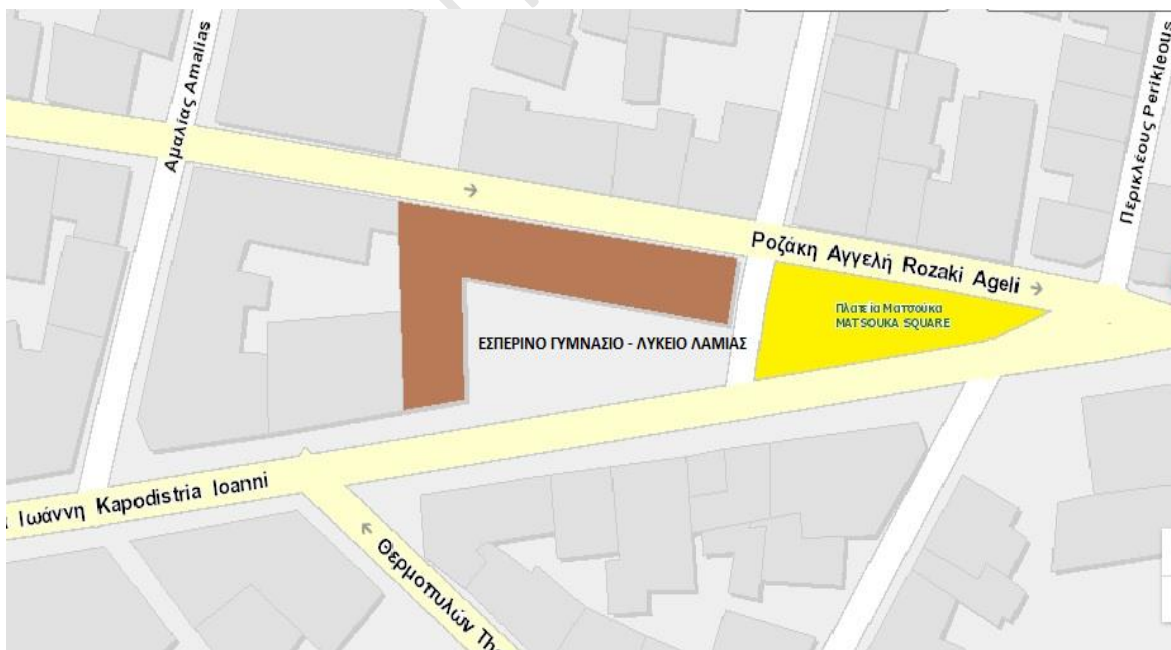 Αμαλίας Amalias
Περικλέους Perikleous
Ροζάκη Αγγελή Rozaki Ageli
Πλατεία Ματσούκα
MATSOUKA SQUARE
ΕΣΠΕΡΙΝΟ ΓΥΜΝΑΣΙΟ - ΛΥΚΕΙΟ ΛΑΜΙΑΣ
Ιωάννη Kapodistria Ioanni
Θερμοπυλών